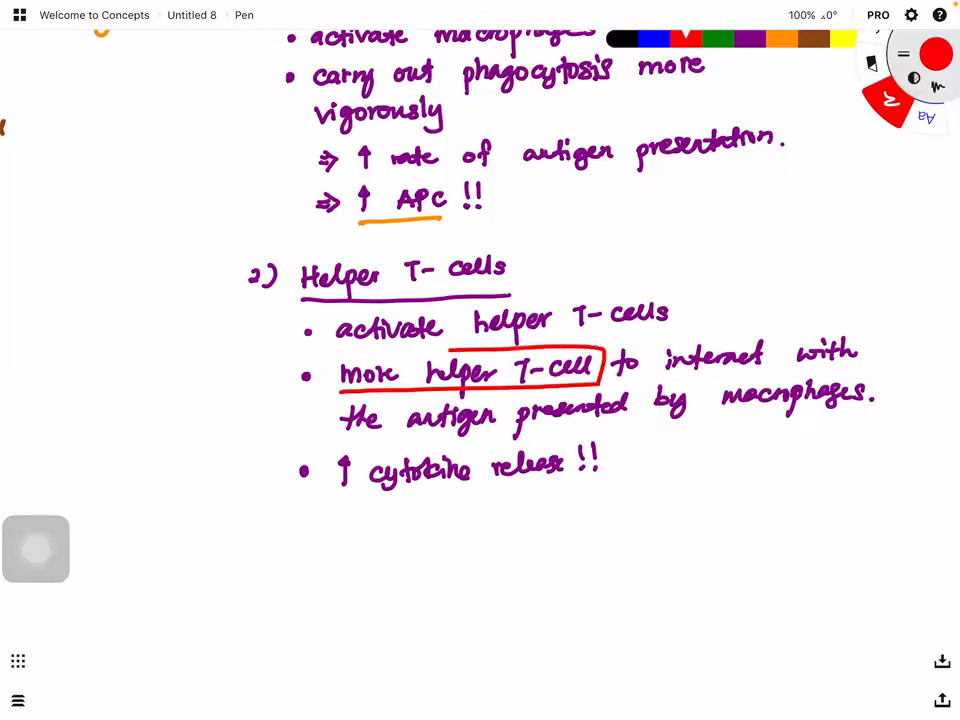 Welcome to Concepts Untitled 8 Pen 100% 0° PRO
• activate macrophages
• carry out phagocytosis more
vigorously
⇒ ↑ rate of antigen presentation.
⇒ ↑ APC !!
2) Helper T-cells
• activate helper T-cells
• more helper T-cell to interact with
the antigen presented by macrophages.
• ↑ cytokine release !!
Aa